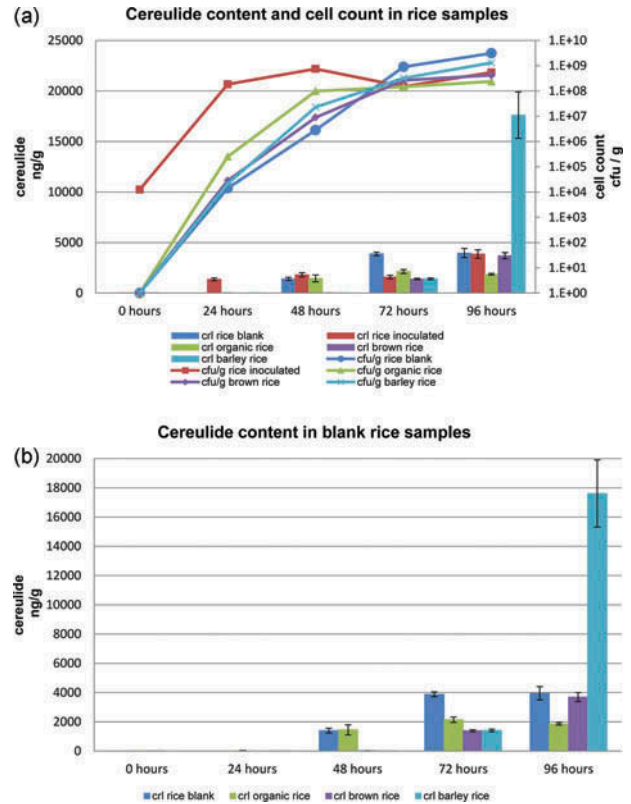 (a)
Cereulide content and cell count in rice samples
25000
20000
15000
10000
5000
0
cereulide
ng/g
1.E+10
1.E+09
1.E+08
1.E+07
1.E+06
1.E+05
1.E+04
1.E+03
1.E+02
1.E+01
1.E+00
cell count
cfu / g
0 hours 24 hours 48 hours 72 hours 96 hours
crl rice blank crl rice inoculated
crl organic rice crl brown rice
crl barley rice cfu/g rice blank
cfu/g rice inoculated cfu/g organic rice
cfu/g brown rice cfu/g barley rice
(b)
Cereulide content in blank rice samples
20000
18000
16000
14000
12000
10000
8000
6000
4000
2000
0
cereulide
ng/g
0 hours 24 hours 48 hours 72 hours 96 hours
crl rice blank crl organic rice crl brown rice crl barley rice